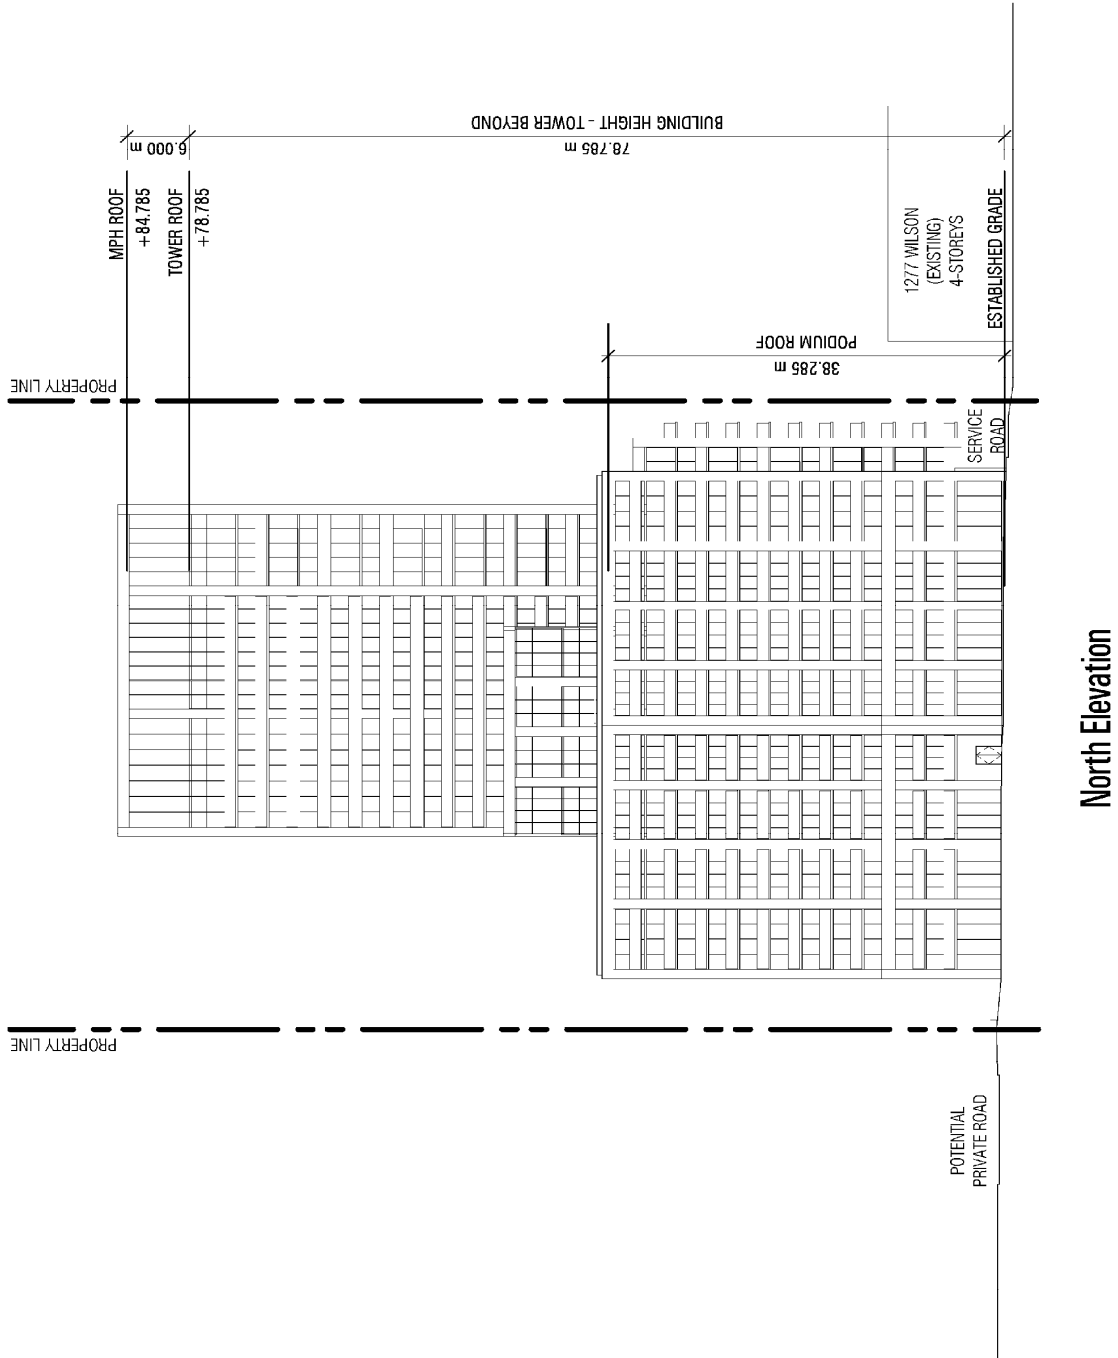 PROPERTY LINE
PROPERTY LINE
MPH ROOF
+84.785
TOWER ROOF
+78.785
6.000 m
BUILDING HEIGHT - TOWER BEYOND
78.785 m
PODIUM ROOF
38.285 m
1277 WILSON
(EXISTING)
4-STOREYS
ESTABLISHED GRADE
SERVICE
ROAD
POTENTIAL
PRIVATE ROAD
North Elevation